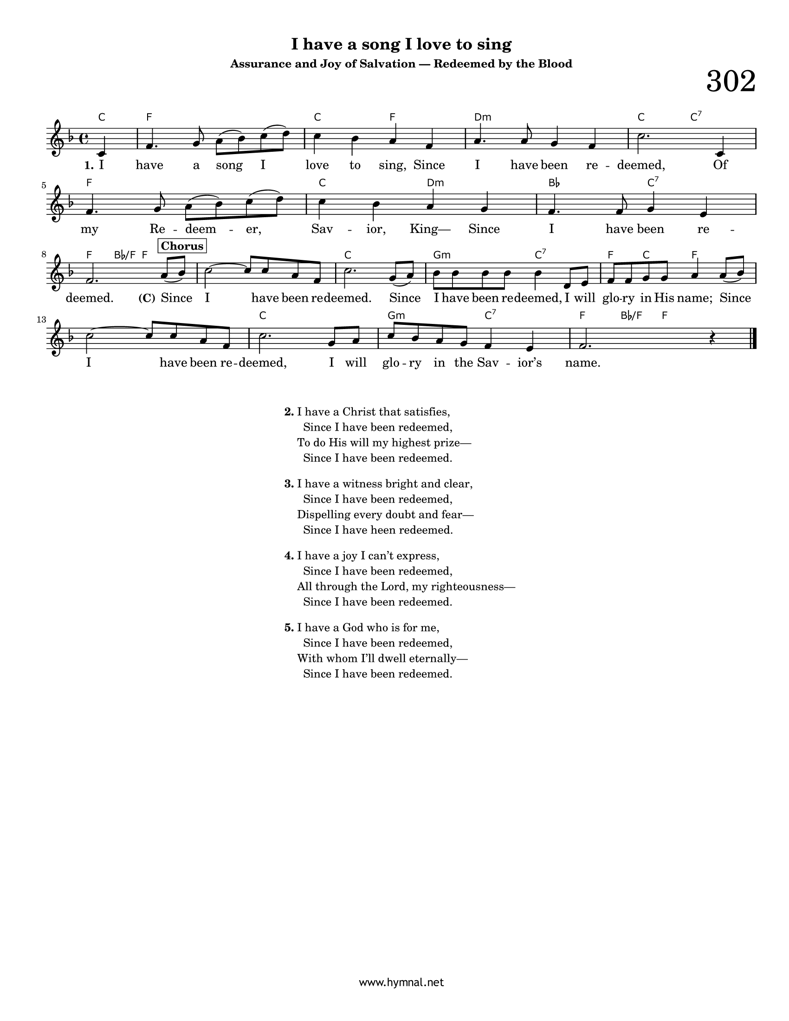 I have a song I love to sing
Assurance and Joy of Salvation — Redeemed by the Blood
302
C F C F Dm C C7
1. I have a song I love to sing, Since I have been re - deemed, Of
5 F C Dm B♭ C7
my Re - deem - er, Sav - ior, King— Since I have been re -
8 F B♭/F F Chorus C Gm C7 F C F
deemed. (C) Since I have been redeemed. Since I have been redeemed, I will glo-ry in His name; Since
13 C Gm C7 F B♭/F F
I have been re-deemed, I will glo - ry in the Sav - ior's name.
2. I have a Christ that satisfies,
Since I have been redeemed,
To do His will my highest prize—
Since I have been redeemed.
3. I have a witness bright and clear,
Since I have been redeemed,
Dispelling every doubt and fear—
Since I have heen redeemed.
4. I have a joy I can't express,
Since I have been redeemed,
All through the Lord, my righteousness—
Since I have been redeemed.
5. I have a God who is for me,
Since I have been redeemed,
With whom I'll dwell eternally—
Since I have been redeemed.
www.hymnal.net